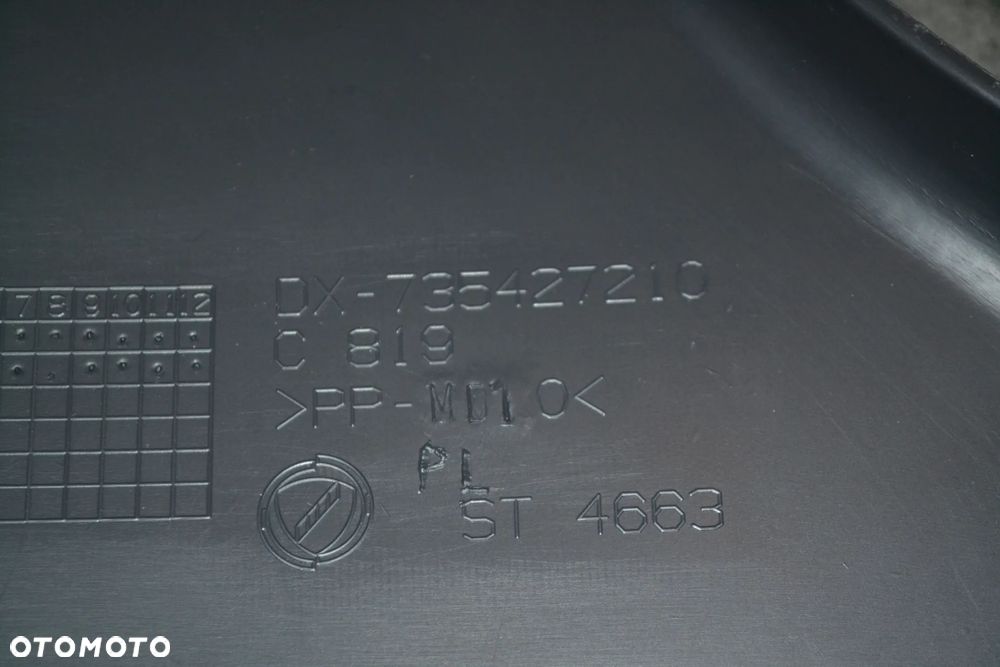 7 8 9 10 11 12
DX-735427210
C 819
>PP-MD10<
PL
ST 4663
OTOMOTO